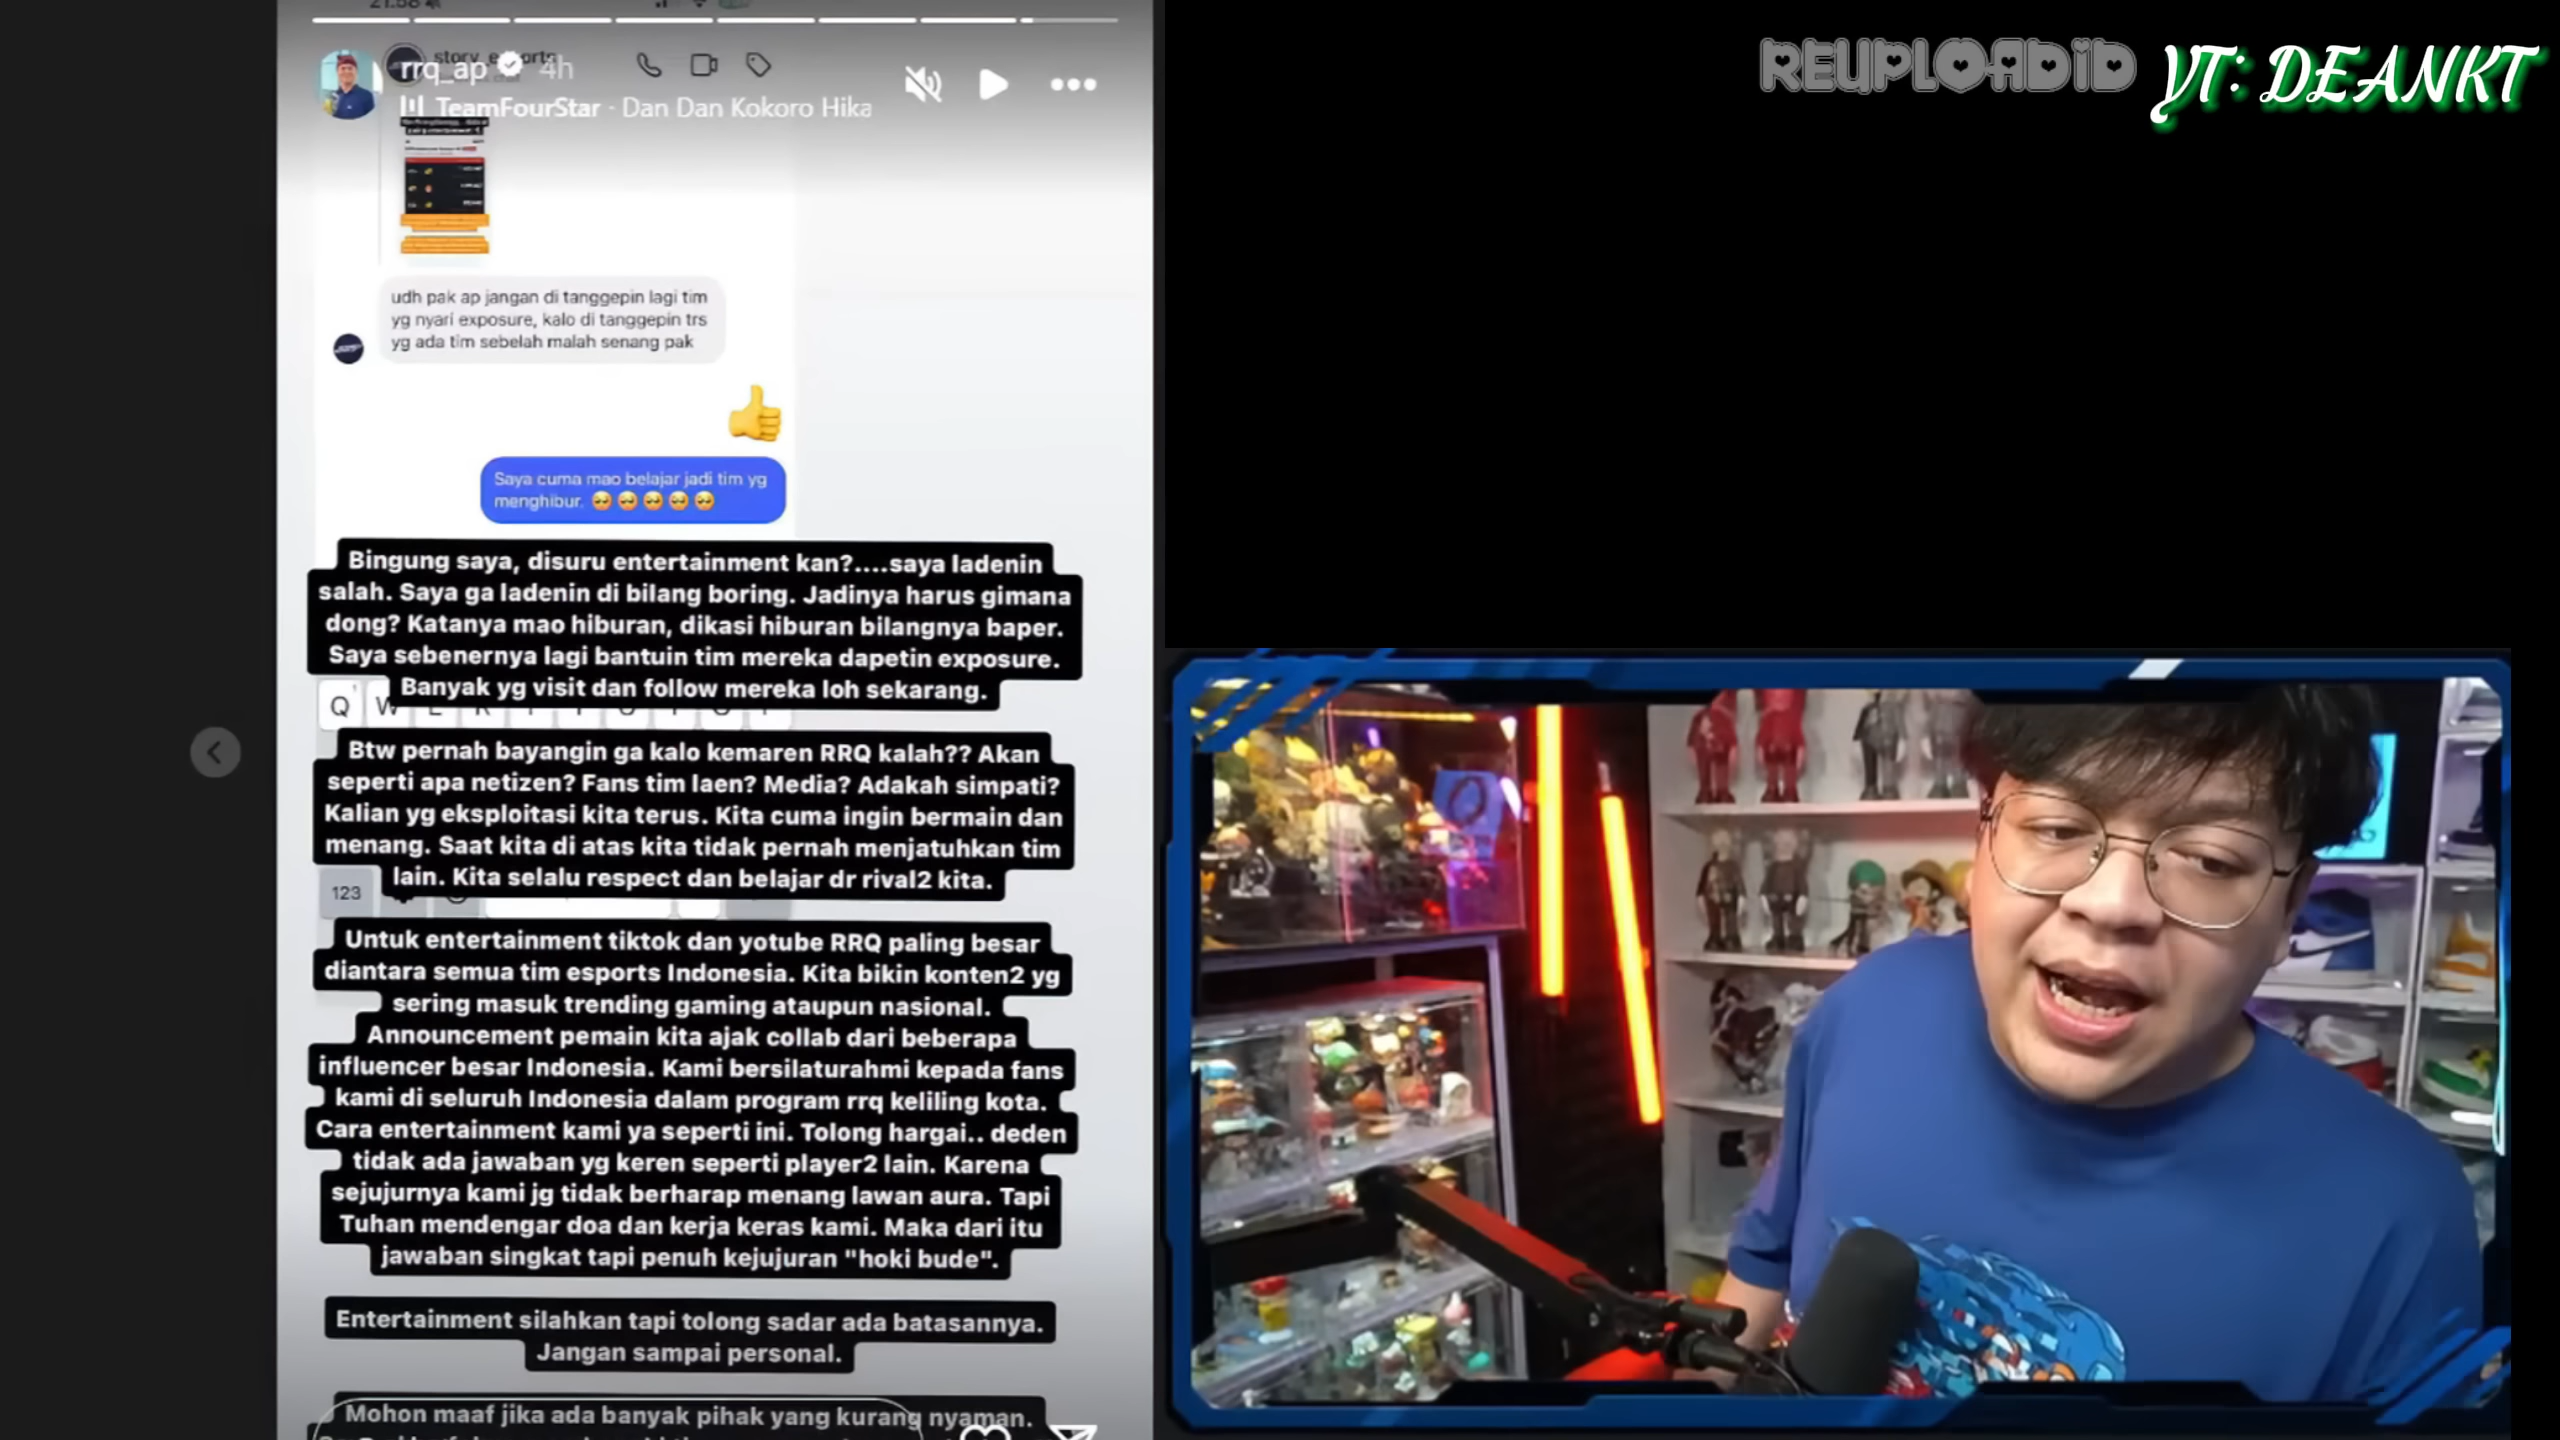 21:58
story_esports
rrq_ap 4h
TeamFourStar · Dan Dan Kokoro Hika
REUPLOADID
YT: DEANKT
udh pak ap jangan di tanggepin lagi tim
yg nyari exposure, kalo di tanggepin trs
yg ada tim sebelah malah senang pak
Saya cuma mao belajar jadi tim yg
menghibur. 🥺🥺🥺🥺🥺
Bingung saya, disuru entertainment kan?....saya ladenin
salah. Saya ga ladenin di bilang boring. Jadinya harus gimana
dong? Katanya mao hiburan, dikasi hiburan bilangnya baper.
Saya sebenernya lagi bantuin tim mereka dapetin exposure.
Banyak yg visit dan follow mereka loh sekarang.
Q W
Btw pernah bayangin ga kalo kemaren RRQ kalah?? Akan
seperti apa netizen? Fans tim laen? Media? Adakah simpati?
Kalian yg eksploitasi kita terus. Kita cuma ingin bermain dan
menang. Saat kita di atas kita tidak pernah menjatuhkan tim
lain. Kita selalu respect dan belajar dr rival2 kita.
123
Untuk entertainment tiktok dan yotube RRQ paling besar
diantara semua tim esports Indonesia. Kita bikin konten2 yg
sering masuk trending gaming ataupun nasional.
Announcement pemain kita ajak collab dari beberapa
influencer besar Indonesia. Kami bersilaturahmi kepada fans
kami di seluruh Indonesia dalam program rrq keliling kota.
Cara entertainment kami ya seperti ini. Tolong hargai.. deden
tidak ada jawaban yg keren seperti player2 lain. Karena
sejujurnya kami jg tidak berharap menang lawan aura. Tapi
Tuhan mendengar doa dan kerja keras kami. Maka dari itu
jawaban singkat tapi penuh kejujuran "hoki bude".
Entertainment silahkan tapi tolong sadar ada batasannya.
Jangan sampai personal.
Mohon maaf jika ada banyak pihak yang kurang nyaman.